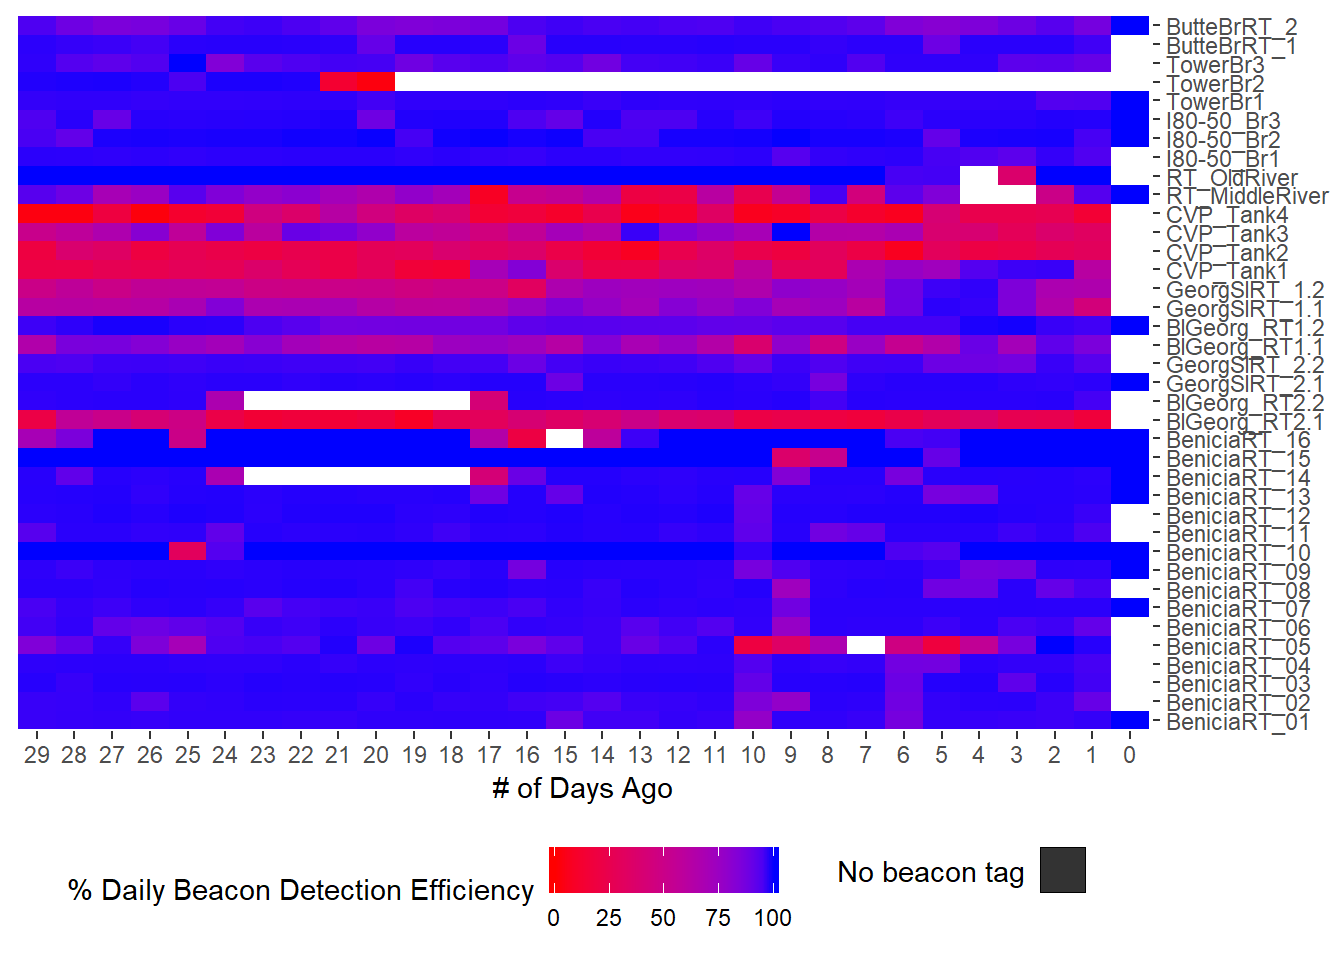 ButteBrRT_2
ButteBrRT_1
TowerBr3
TowerBr2
TowerBr1
I80-50_Br3
I80-50_Br2
I80-50_Br1
RT_OldRiver
RT_MiddleRiver
CVP_Tank4
CVP_Tank3
CVP_Tank2
CVP_Tank1
GeorgSlRT_1.2
GeorgSlRT_1.1
BlGeorg_RT1.2
BlGeorg_RT1.1
GeorgSlRT_2.2
GeorgSlRT_2.1
BlGeorg_RT2.2
BlGeorg_RT2.1
BeniciaRT_16
BeniciaRT_15
BeniciaRT_14
BeniciaRT_13
BeniciaRT_12
BeniciaRT_11
BeniciaRT_10
BeniciaRT_09
BeniciaRT_08
BeniciaRT_07
BeniciaRT_06
BeniciaRT_05
BeniciaRT_04
BeniciaRT_03
BeniciaRT_02
BeniciaRT_01
29 28 27 26 25 24 23 22 21 20 19 18 17 16 15 14 13 12 11 10 9 8 7 6 5 4 3 2 1 0
# of Days Ago
% Daily Beacon Detection Efficiency
0 25 50 75 100
No beacon tag